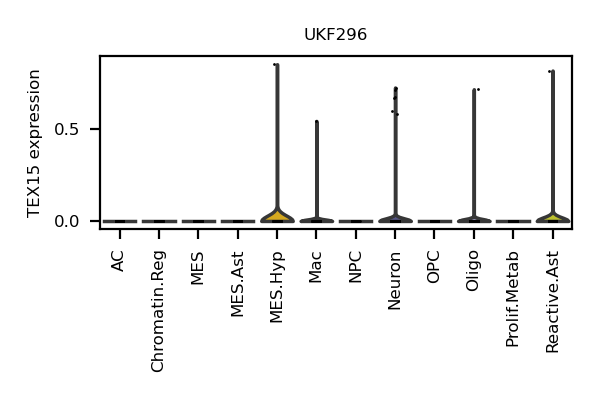 UKF296
TEX15 expression
0.5
0.0
AC
Chromatin.Reg
MES
MES.Ast
MES.Hyp
Mac
NPC
Neuron
OPC
Oligo
Prolif.Metab
Reactive.Ast